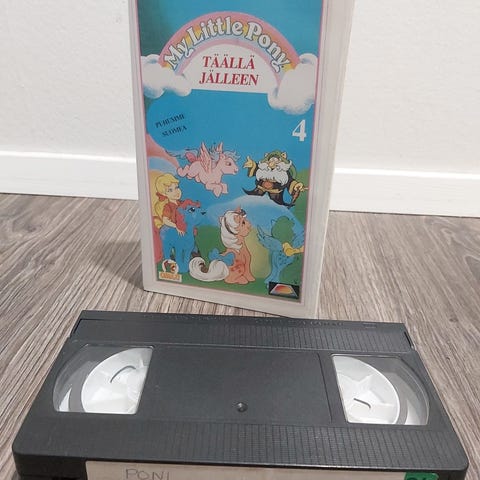 My Little Pony
TÄÄLLÄ
JÄLLEEN
PUHUMME
SUOMEA
4
PONI